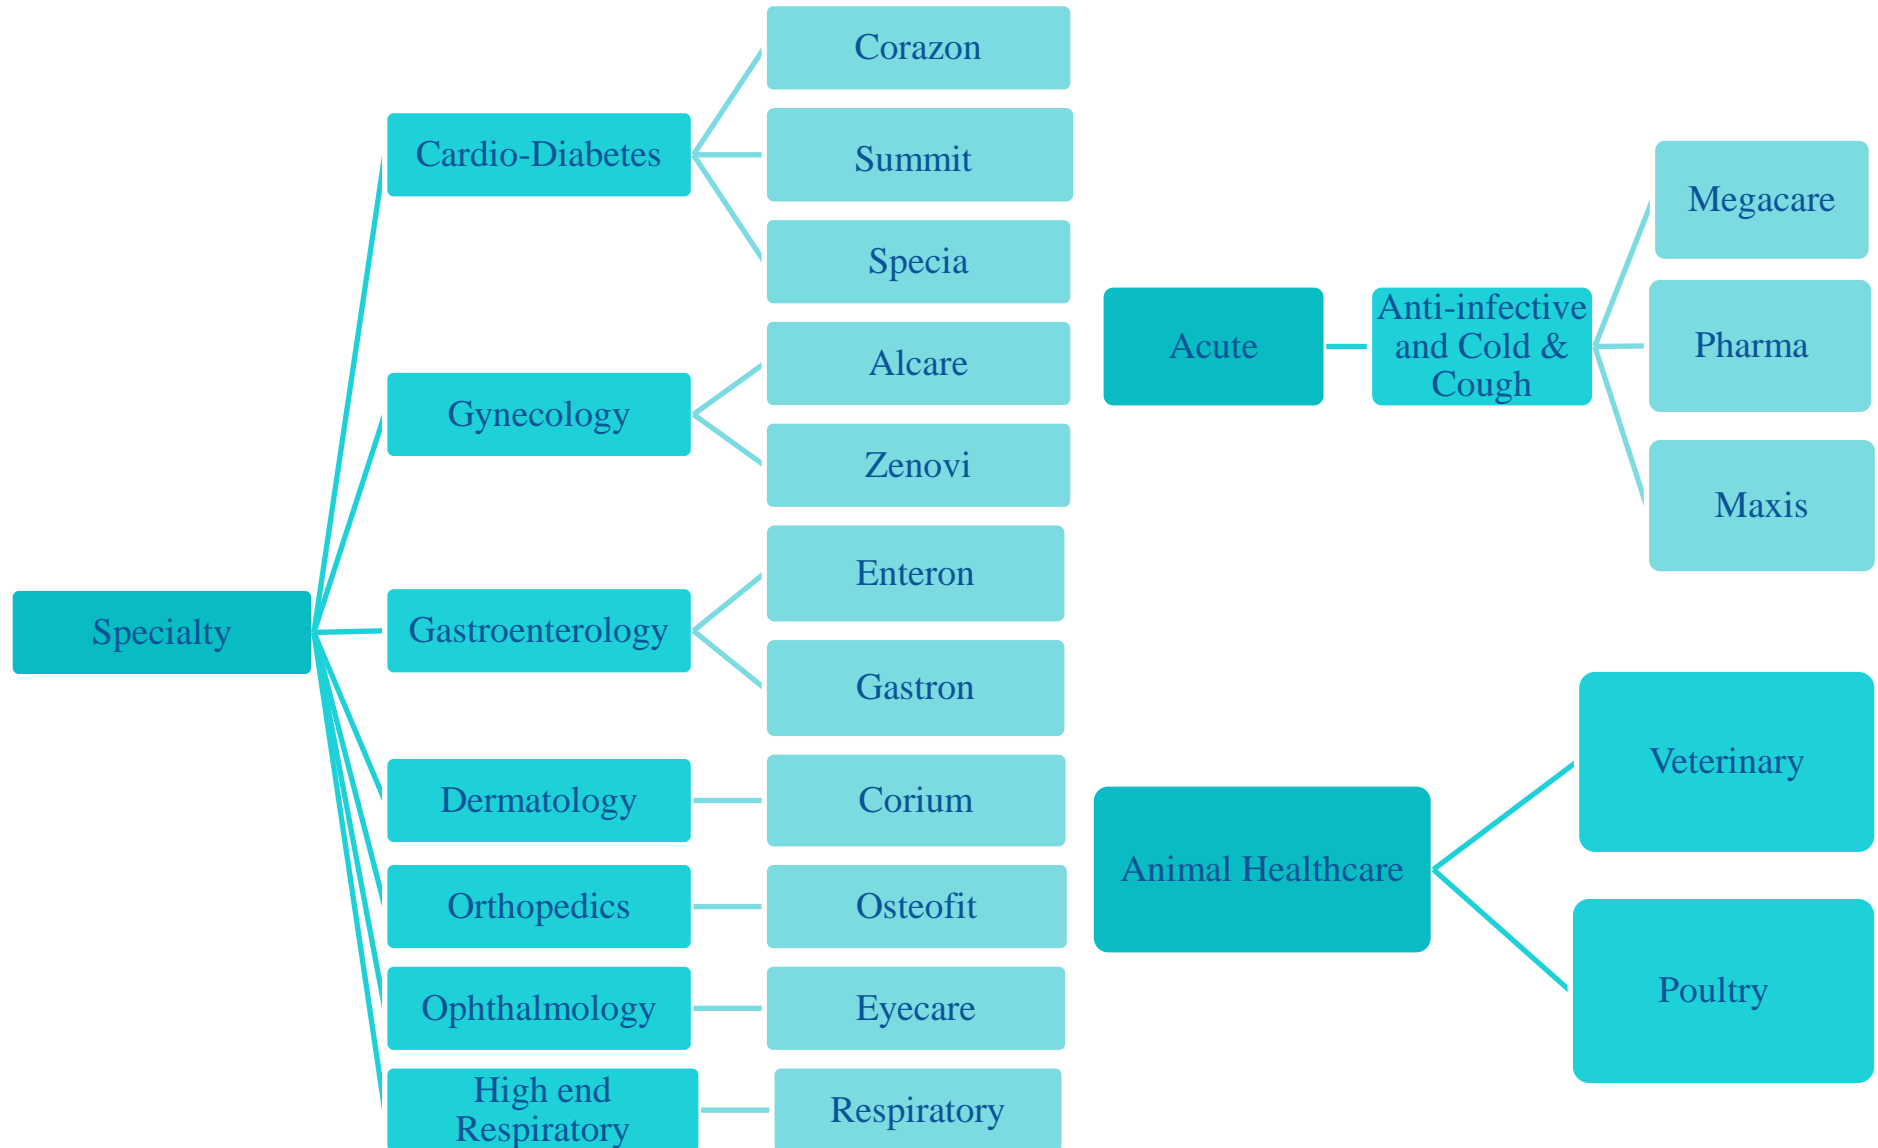 Specialty
Cardio-Diabetes
Corazon
Summit
Specia
Gynecology
Alcare
Zenovi
Gastroenterology
Enteron
Gastron
Dermatology
Corium
Orthopedics
Osteofit
Ophthalmology
Eyecare
High end
Respiratory
Respiratory
Acute
Anti-infective
and Cold &
Cough
Megacare
Pharma
Maxis
Animal Healthcare
Veterinary
Poultry